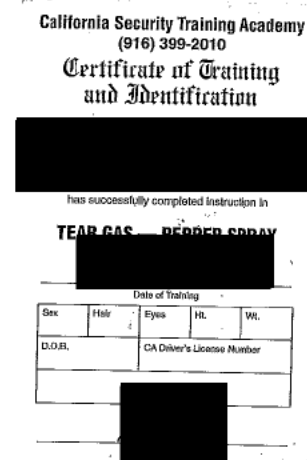 California Security Training Academy
(916) 399-2010
Certificate of Training
and Identification
has successfully completed instruction in
TEAR GAS — PEPPER SPRAY
Date of Training
Sex Hair Eyes Ht. Wt.
D.O.B. CA Driver's License Number